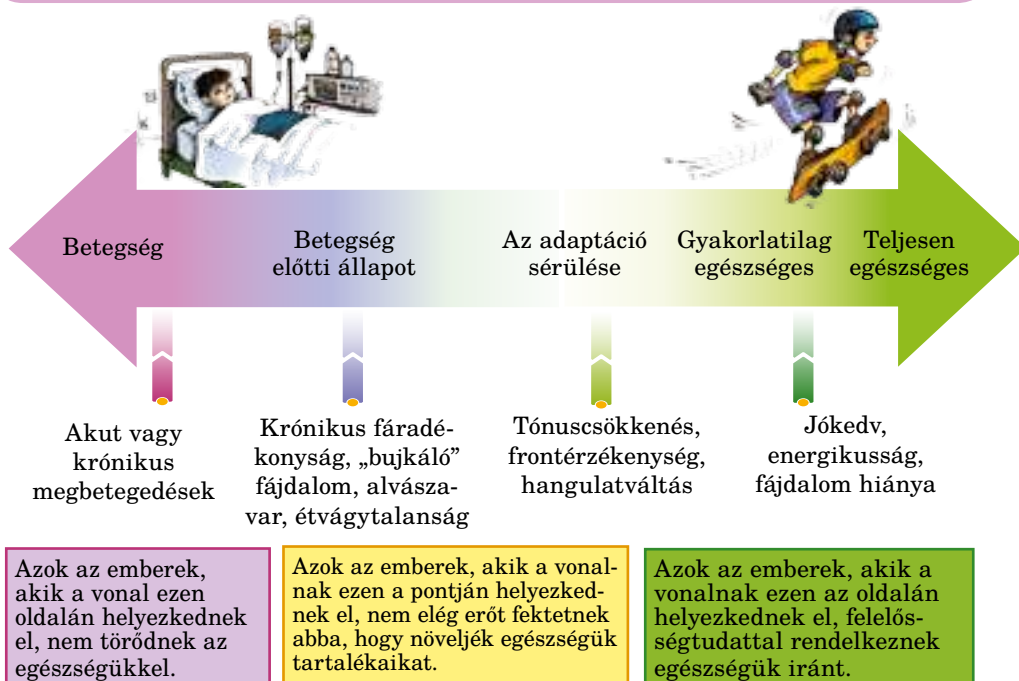 Betegség
Betegség
előtti állapot
Az adaptáció
sérülése
Gyakorlatilag
egészséges
Teljesen
egészséges
Akut vagy
krónikus
megbetegedések
Krónikus fáradé-
konyság, „bujkáló”
fájdalom, alvásza-
var, étvágytalanság
Tónuscsökkenés,
frontérzékenység,
hangulatváltás
Jókedv,
energikusság,
fájdalom hiánya
Azok az emberek,
akik a vonal ezen
oldalán helyezkednek
el, nem törődnek az
egészségükkel.
Azok az emberek, akik a vonal-
nak ezen a pontján helyezked-
nek el, nem elég erőt fektetnek
abba, hogy növeljék egészségük
tartalékaikat.
Azok az emberek, akik a
vonalnak ezen az oldalán
helyezkednek el, felelős-
ségtudattal rendelkeznek
egészségük iránt.